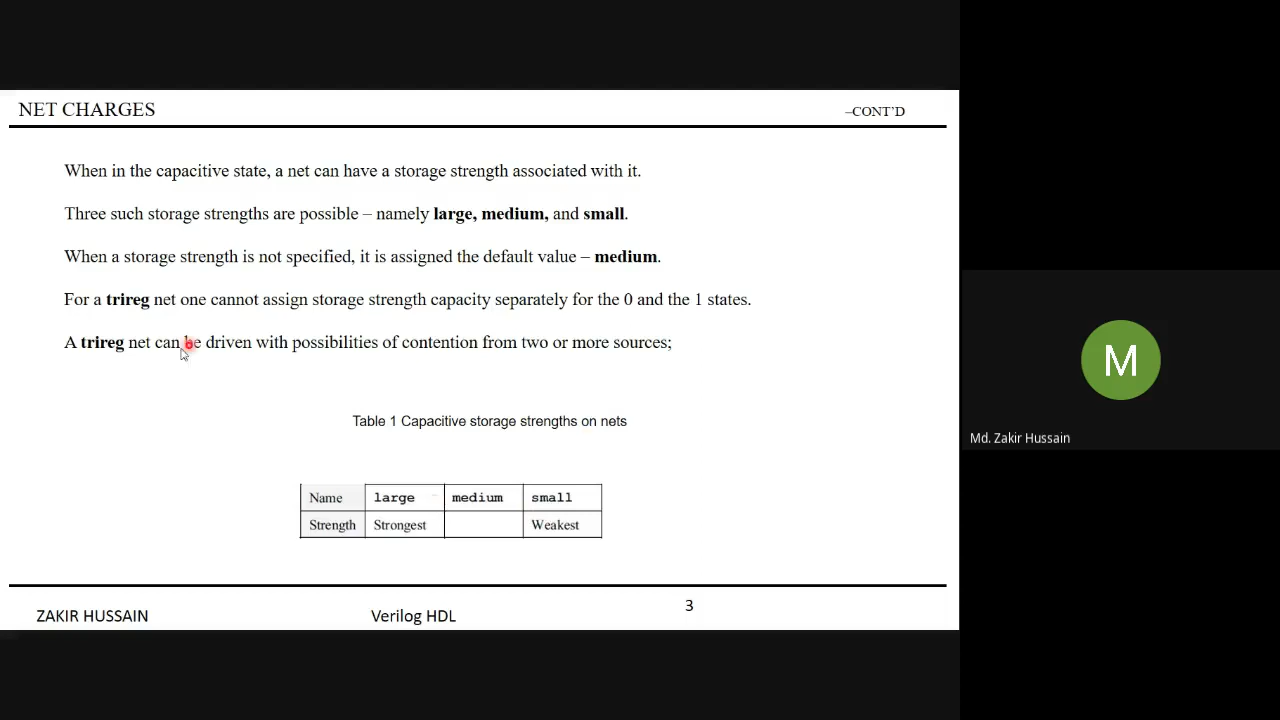 NET CHARGES
–CONT’D
When in the capacitive state, a net can have a storage strength associated with it.
Three such storage strengths are possible – namely large, medium, and small.
When a storage strength is not specified, it is assigned the default value – medium.
For a trireg net one cannot assign storage strength capacity separately for the 0 and the 1 states.
A trireg net can be driven with possibilities of contention from two or more sources;
Table 1 Capacitive storage strengths on nets
Name large medium small
Strength Strongest Weakest
ZAKIR HUSSAIN
Verilog HDL
3
M
Md. Zakir Hussain